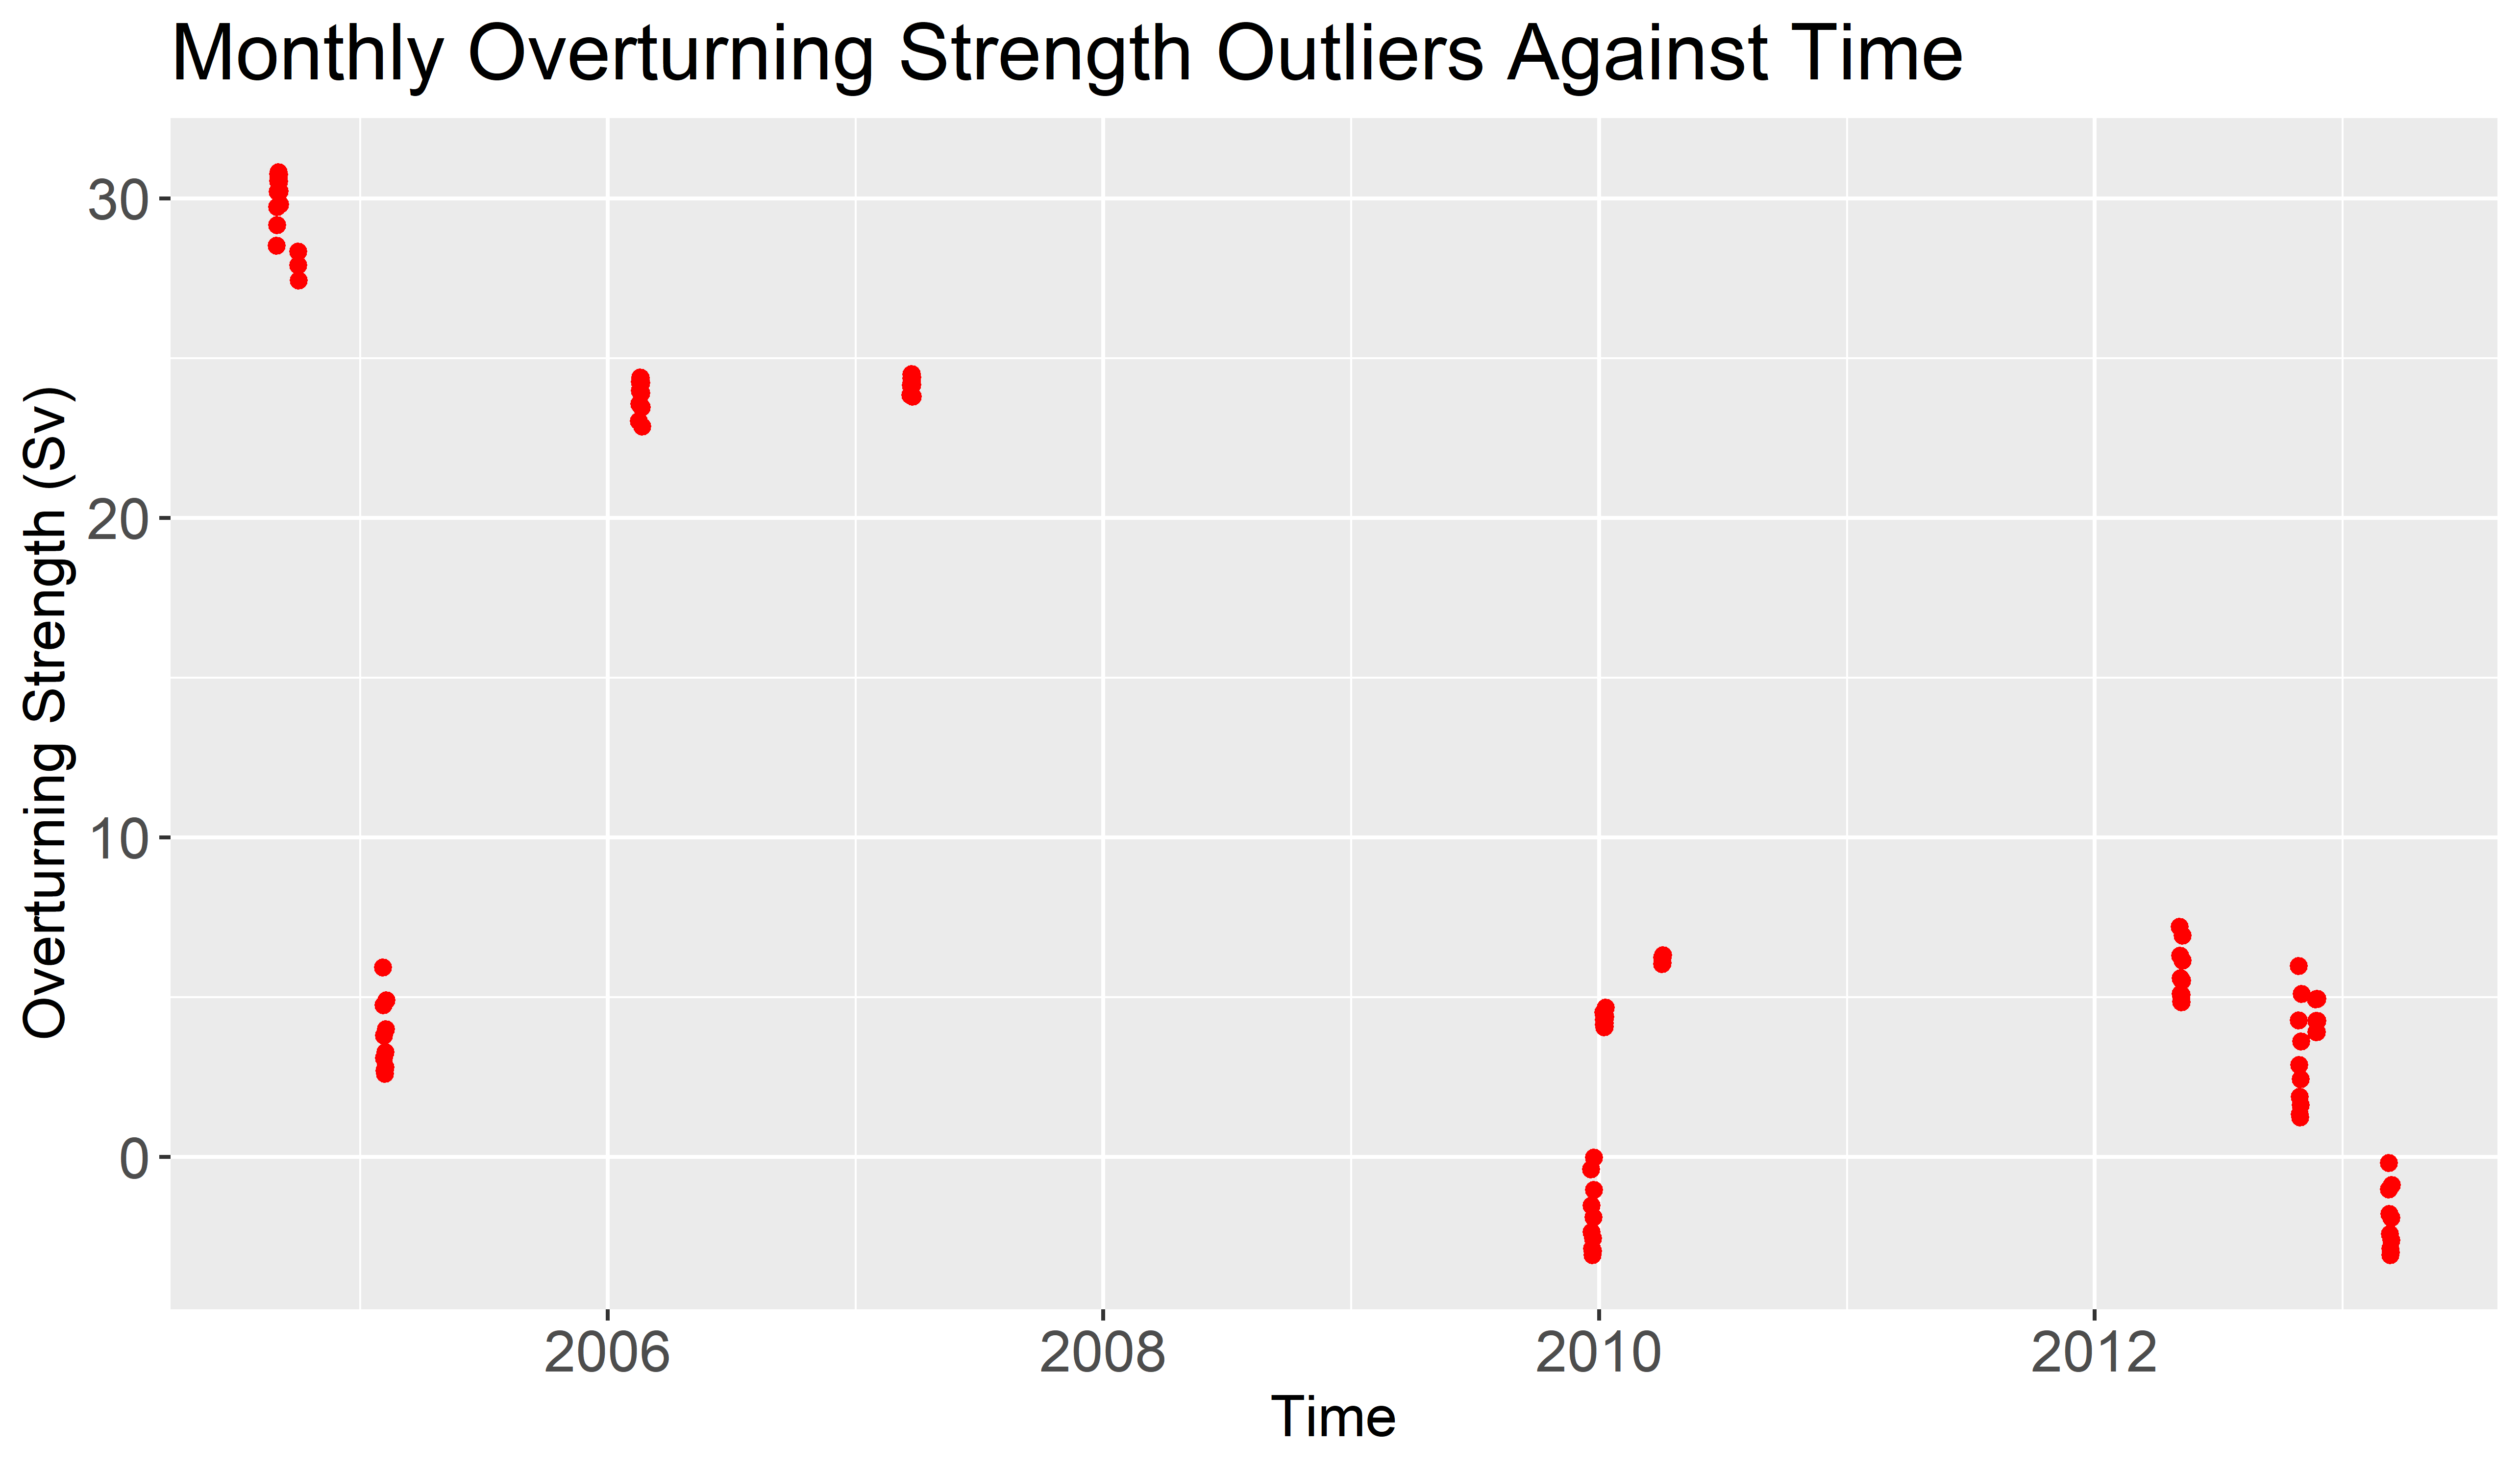 Monthly Overturning Strength Outliers Against Time
Overturning Strength (Sv)
30
20
10
0
2006 2008 2010 2012
Time